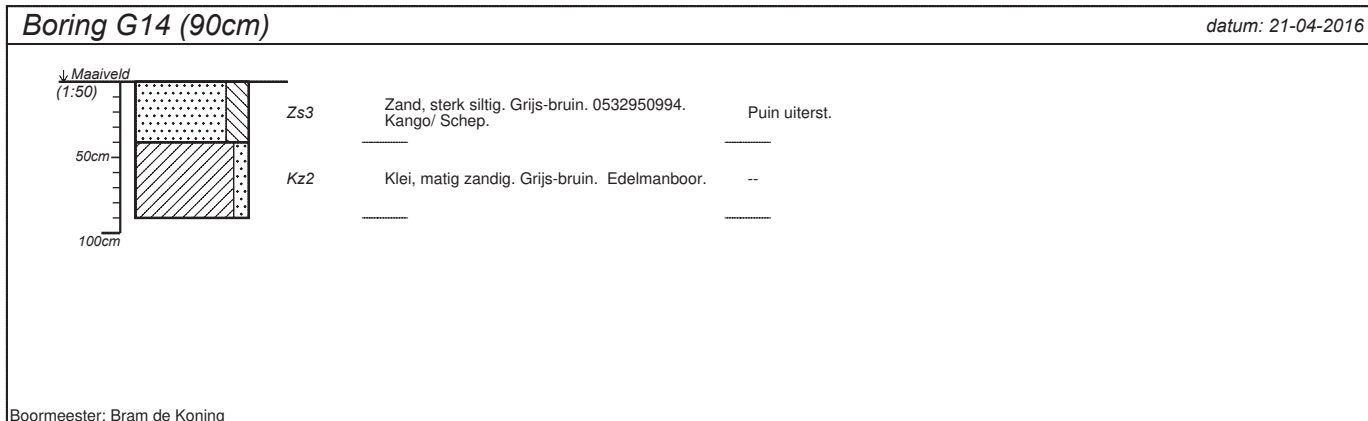 Boring G14 (90cm)
datum: 21-04-2016
Maaiveld
(1:50)
Zs3
Zand, sterk siltig. Grijs-bruin. 0532950994.
Kango/ Schep.
Puin uiterst.
50cm
Kz2
Klei, matig zandig. Grijs-bruin.  Edelmanboor.
--
100cm
Boormeester: Bram de Koning